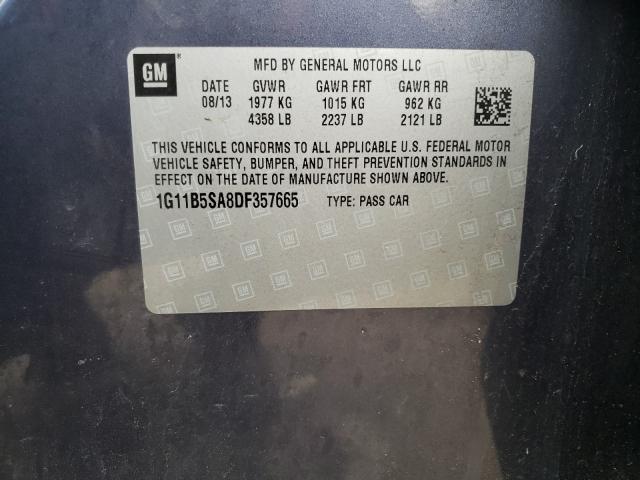 GM
MFD BY GENERAL MOTORS LLC
DATE GVWR GAWR FRT GAWR RR
08/13 1977 KG 1015 KG 962 KG
4358 LB 2237 LB 2121 LB
THIS VEHICLE CONFORMS TO ALL APPLICABLE U.S. FEDERAL MOTOR
VEHICLE SAFETY, BUMPER, AND THEFT PREVENTION STANDARDS IN
EFFECT ON THE DATE OF MANUFACTURE SHOWN ABOVE.
1G11B5SA8DF357665 TYPE: PASS CAR